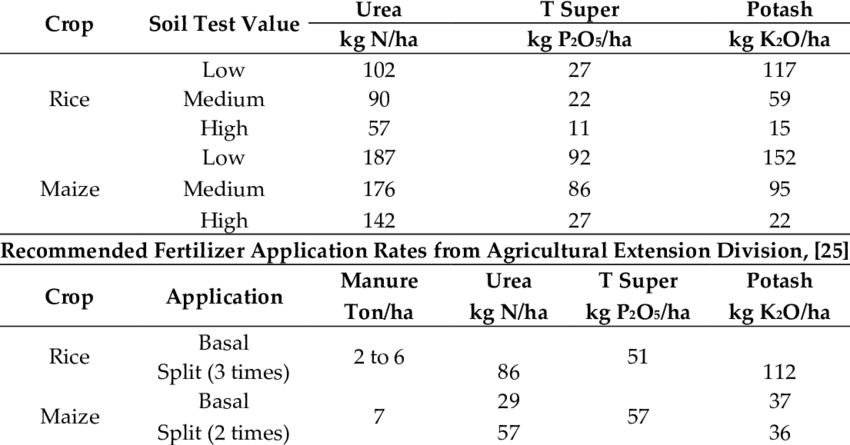 Crop Soil Test Value Urea T Super Potash
kg N/ha kg P₂O₅/ha kg K₂O/ha
Low 102 27 117
Rice Medium 90 22 59
High 57 11 15
Low 187 92 152
Maize Medium 176 86 95
High 142 27 22
Recommended Fertilizer Application Rates from Agricultural Extension Division, [25]
Crop Application Manure Urea T Super Potash
Ton/ha kg N/ha kg P₂O₅/ha kg K₂O/ha
Rice Basal 2 to 6 51
Split (3 times) 86 112
Maize Basal 7 29 57 37
Split (2 times) 57 36